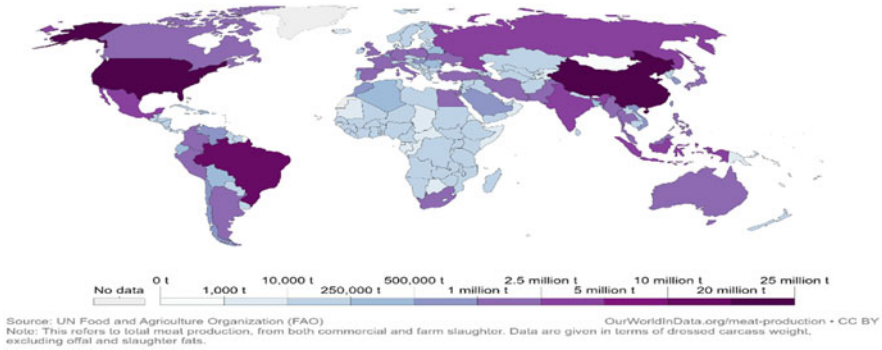 No data
0 t
1,000 t
10,000 t
250,000 t
500,000 t
1 million t
2.5 million t
5 million t
10 million t
20 million t
25 million t
Source: UN Food and Agriculture Organization (FAO)
OurWorldInData.org/meat-production • CC BY
Note: This refers to total meat production, from both commercial and farm slaughter. Data are given in terms of dressed carcass weight,
excluding offal and slaughter fats.